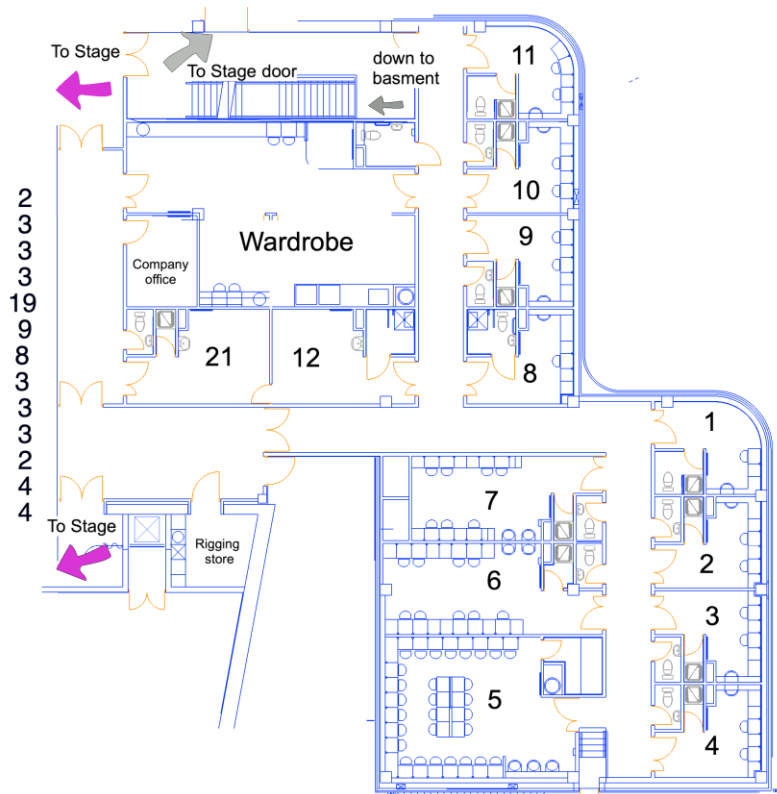 To Stage
To Stage door
down to
basment
11
10
9
8
Wardrobe
Company
office
21
12
2
3
3
3
19
9
8
3
3
3
2
4
4
To Stage
Rigging
store
7
6
5
1
2
3
4